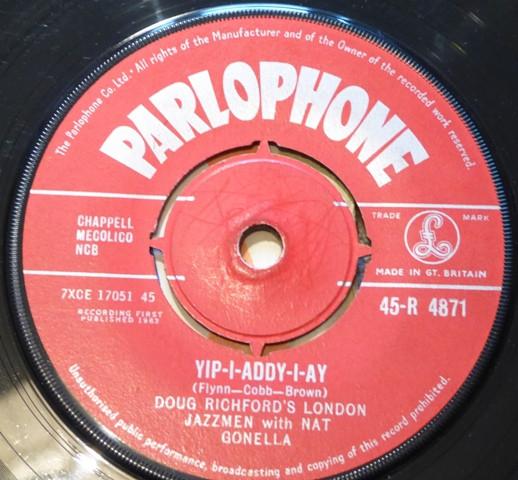 The Parlophone Co. Ltd. · All rights of the Manufacturer and of the Owner of the recorded work reserved.
PARLOPHONE
CHAPPELL
MECOLICO
NCB
TRADE MARK
£
MADE IN GT. BRITAIN
7XCE 17051 45
RECORDING FIRST
PUBLISHED 1962
45-R 4871
YIP-I-ADDY-I-AY
(Flynn—Cobb—Brown)
DOUG RICHFORD'S LONDON
JAZZMEN with NAT
GONELLA
Unauthorised public performance, broadcasting and copying of this record prohibited.